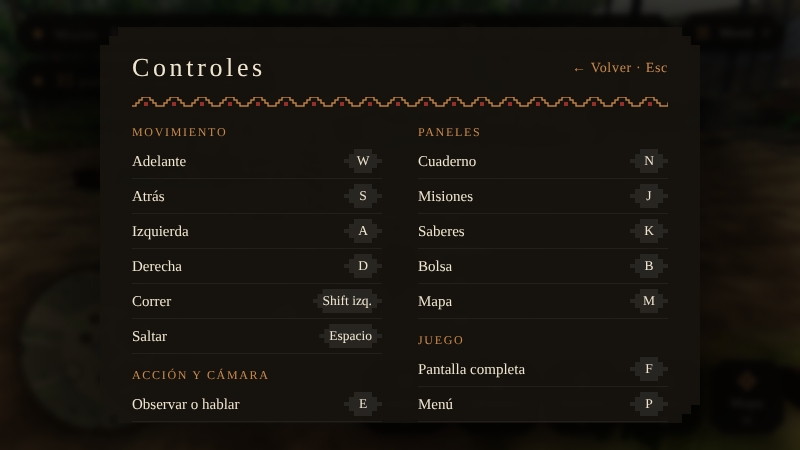 Controles
← Volver · Esc
MOVIMIENTO
Adelante W
Atrás S
Izquierda A
Derecha D
Correr Shift izq.
Saltar Espacio
ACCIÓN Y CÁMARA
Observar o hablar E
PANELES
Cuaderno N
Misiones J
Saberes K
Bolsa B
Mapa M
JUEGO
Pantalla completa F
Menú P